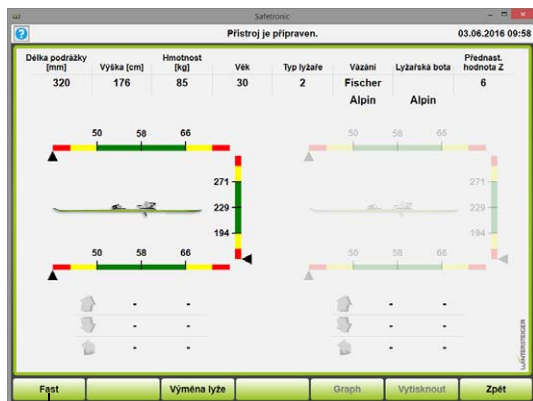 Safetronic
Přístroj je připraven.
03.06.2016 09:58
Délka podrážky [mm] Výška [cm] Hmotnost [kg] Věk Typ lyžaře Vázání Lyžařská bota Přednast. hodnota Z
320 176 85 30 2 Fischer 6
Alpin Alpin
50 58 66
271
229
194
50 58 66
50 58 66
271
229
194
50 58 66
- -
- -
- -
- -
- -
- -
WINTERSTEIGER
Fast Výměna lyže Graph Vytisknout Zpět